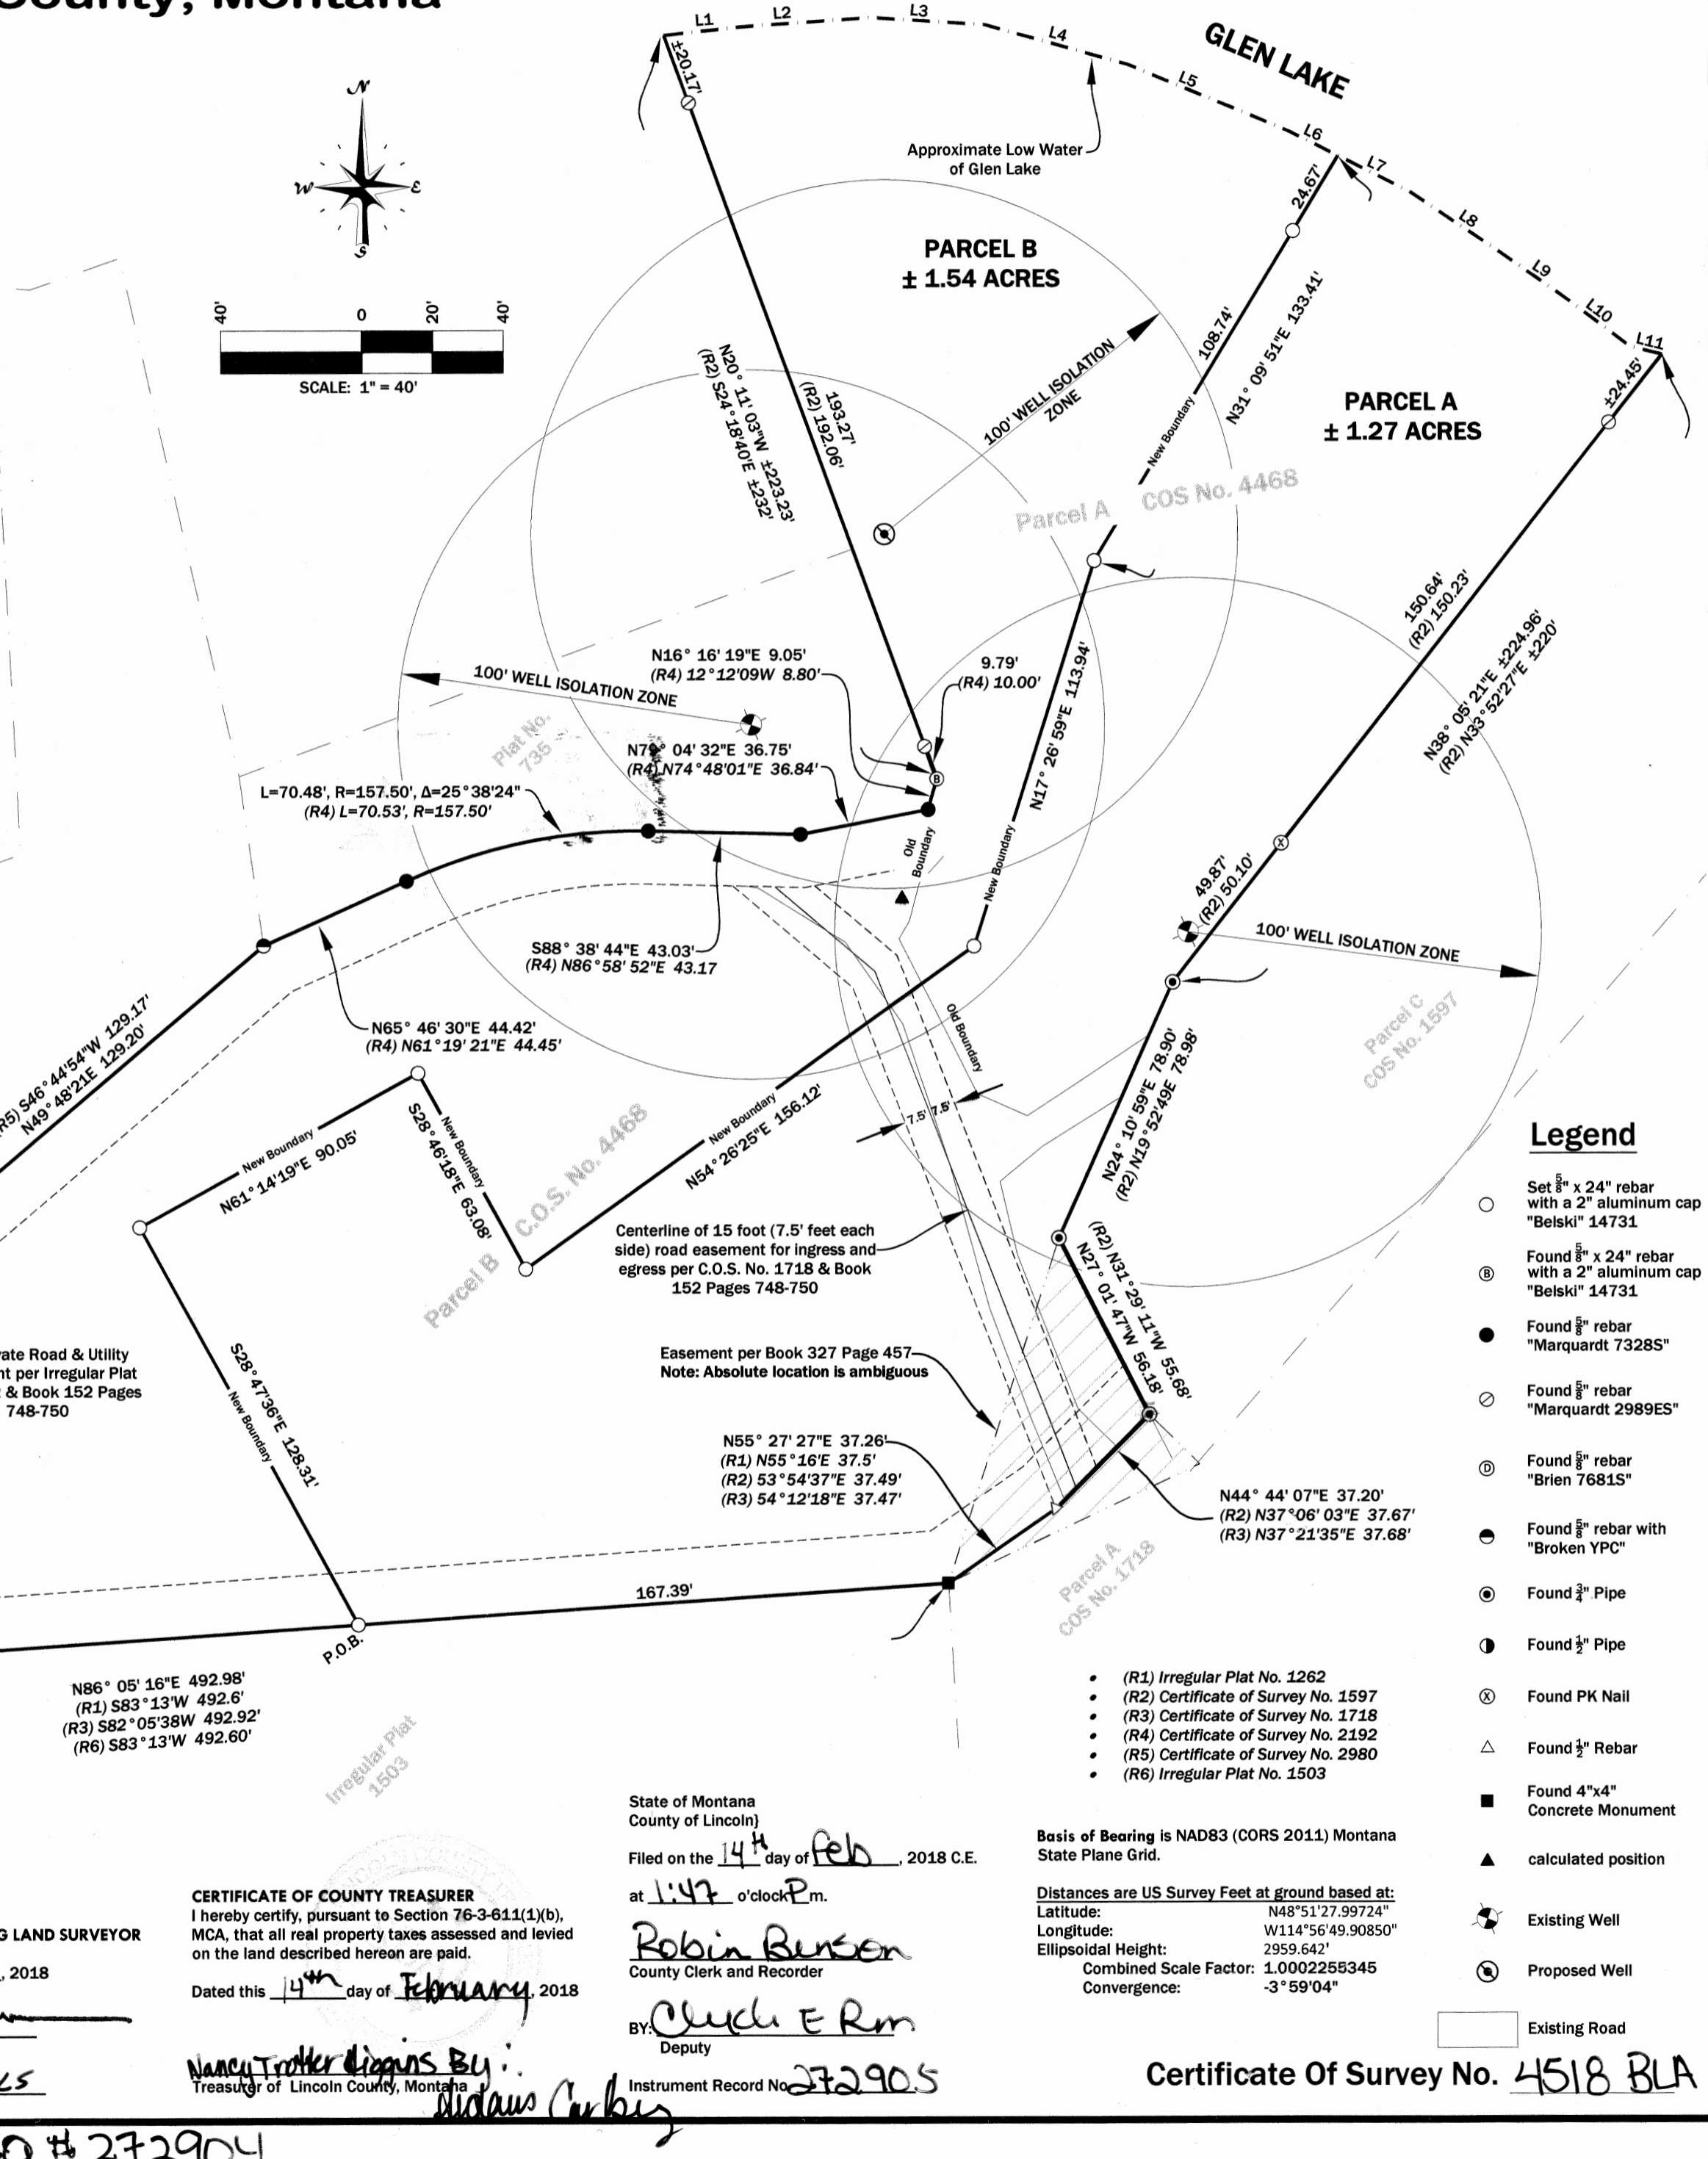 County, Montana
GLEN LAKE
L1
L2
L3
L4
L5
L6
L7
L8
L9
L10
L11
N
W
E
S
40'
0
20'
40'
SCALE: 1" = 40'
±20.17'
Approximate Low Water
of Glen Lake
24.67'
PARCEL B
± 1.54 ACRES
108.74'
N31° 09' 51"E 133.41'
New Boundary
100' WELL ISOLATION
ZONE
PARCEL A
± 1.27 ACRES
±24.45'
193.27'
(R2) 192.06'
N20° 11' 03"W ±223.23'
(R2) S24°18'40"E ±232'
Parcel A COS No. 4468
150.64'
(R2) 150.23'
N38° 05' 21"E ±224.96'
(R2) N33°52'27"E ±220'
N16° 16' 19"E 9.05'
(R4) 12°12'09W 8.80'
9.79'
(R4) 10.00'
100' WELL ISOLATION ZONE
Plat No.
735
N79° 04' 32"E 36.75'
(R4) N74°48'01"E 36.84'
N17° 26' 59"E 113.94'
New Boundary
L=70.48', R=157.50', Δ=25°38'24"
(R4) L=70.53', R=157.50'
B
Old
Boundary
X
49.87'
(R2) 50.10'
100' WELL ISOLATION ZONE
S88° 38' 44"E 43.03'
(R4) N86°58' 52"E 43.17
N65° 46' 30"E 44.42'
(R4) N61°19' 21"E 44.45'
R5) S46°44'54"W 129.17'
N49°48'21E 129.20'
Old Boundary
Parcel C
COS No. 1597
7.5' 7.5'
N24° 10' 59"E 78.90'
(R2) N19°52'49E 78.98'
New Boundary
N61°14'19"E 90.05'
New Boundary
S28°46'18"E 63.08'
New Boundary
N54°26'25"E 156.12'
Parcel B C.O.S. No. 4468
Centerline of 15 foot (7.5' feet each
side) road easement for ingress and
egress per C.O.S. No. 1718 & Book
152 Pages 748-750
(R2) N31°29' 11"W 55.68'
N27° 01' 47"W 56.18'
Easement per Book 327 Page 457
Note: Absolute location is ambiguous
ate Road & Utility
nt per Irregular Plat
& Book 152 Pages
748-750
S28°47'36"E 128.31'
New Boundary
N55° 27' 27"E 37.26'
(R1) N55°16'E 37.5'
(R2) 53°54'37"E 37.49'
(R3) 54°12'18"E 37.47'
N44° 44' 07"E 37.20'
(R2) N37°06' 03"E 37.67'
(R3) N37°21'35"E 37.68'
Parcel A
COS No. 1718
167.39'
P.O.B.
N86° 05' 16"E 492.98'
(R1) S83°13'W 492.6'
(R3) S82°05'38W 492.92'
(R6) S83°13'W 492.60'
Irregular Plat
1503
Legend
Set 5/8" x 24" rebar
with a 2" aluminum cap
"Belski" 14731
B
Found 5/8" x 24" rebar
with a 2" aluminum cap
"Belski" 14731
Found 5/8" rebar
"Marquardt 7328S"
Found 5/8" rebar
"Marquardt 2989ES"
D
Found 5/8" rebar
"Brien 7681S"
Found 5/8" rebar with
"Broken YPC"
Found 3/4" Pipe
Found 1/2" Pipe
X
Found PK Nail
Found 1/2" Rebar
Found 4"x4"
Concrete Monument
calculated position
Existing Well
Proposed Well
Existing Road
• (R1) Irregular Plat No. 1262
• (R2) Certificate of Survey No. 1597
• (R3) Certificate of Survey No. 1718
• (R4) Certificate of Survey No. 2192
• (R5) Certificate of Survey No. 2980
• (R6) Irregular Plat No. 1503
Basis of Bearing is NAD83 (CORS 2011) Montana
State Plane Grid.
Distances are US Survey Feet at ground based at:
Latitude: N48°51'27.99724"
Longitude: W114°56'49.90850"
Ellipsoidal Height: 2959.642'
Combined Scale Factor: 1.0002255345
Convergence: -3°59'04"
State of Montana
County of Lincoln}
Filed on the 14th day of Feb, 2018 C.E.
at 1:47 o'clock P m.
Robin Benson
County Clerk and Recorder
BY:
Deputy
Instrument Record No 272905
CERTIFICATE OF COUNTY TREASURER
I hereby certify, pursuant to Section 76-3-611(1)(b),
MCA, that all real property taxes assessed and levied
on the land described hereon are paid.
Dated this 14th day of February, 2018
Nancy Trotter Higgins By:
Treasurer of Lincoln County, Montana
G LAND SURVEYOR
, 2018
LS
Certificate Of Survey No. 4518 BLA
# 272904